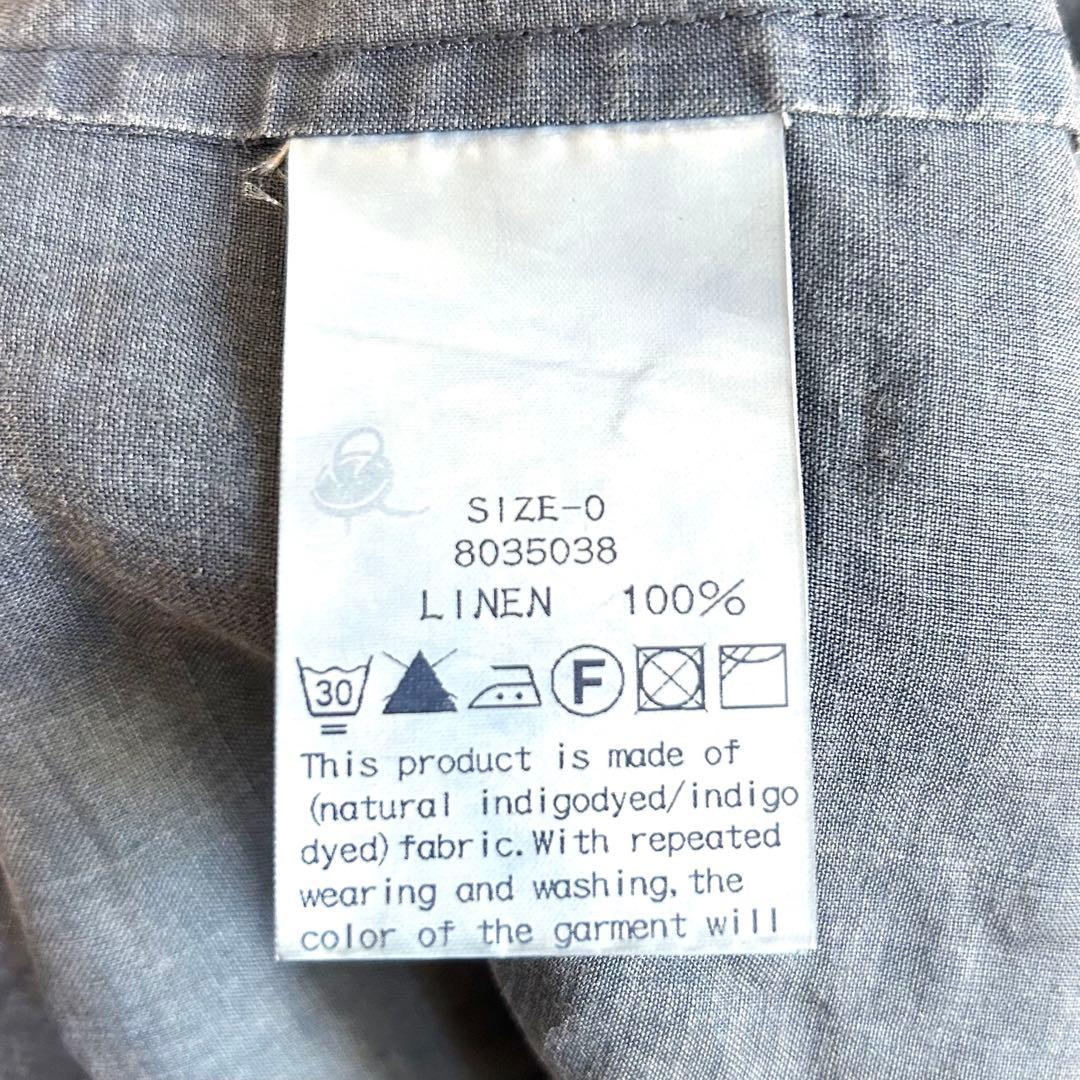 SIZE-0
8035038
LINEN 100%
30 F
This product is made of
(natural indigodyed/indigo
dyed)fabric.With repeated
wearing and washing,the
color of the garment will